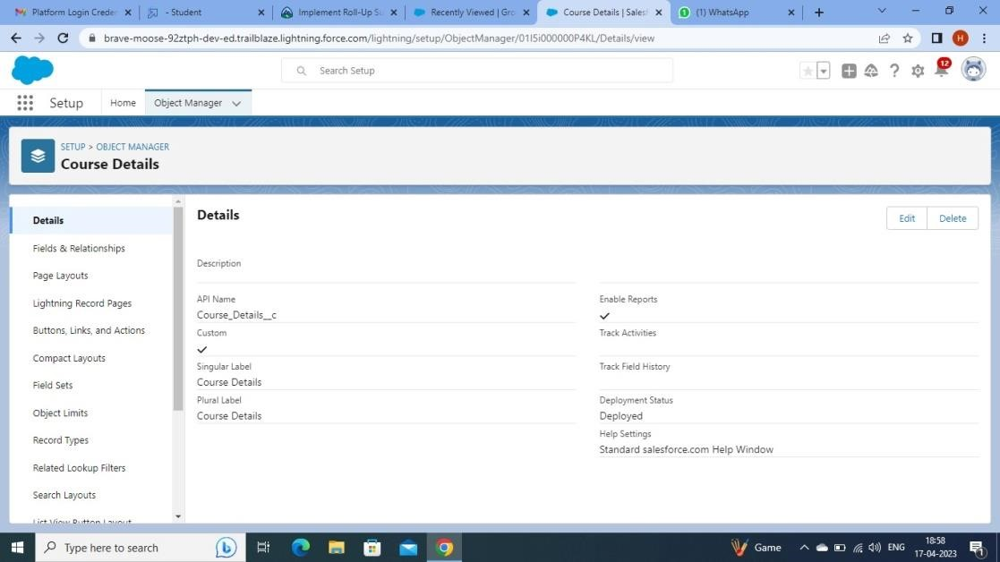 Platform Login Creder
- Student
Implement Roll-Up Su
Recently Viewed | Gro
Course Details | Salesf
(1) WhatsApp
brave-moose-92ztph-dev-ed.trailblaze.lightning.force.com/lightning/setup/ObjectManager/01I5i000000P4KL/Details/view
H
Search Setup
12
Setup
Home
Object Manager
SETUP > OBJECT MANAGER
Course Details
Details
Fields & Relationships
Page Layouts
Lightning Record Pages
Buttons, Links, and Actions
Compact Layouts
Field Sets
Object Limits
Record Types
Related Lookup Filters
Search Layouts
List View Button Layout
Details
Edit
Delete
Description
API Name
Course_Details__c
Custom
Singular Label
Course Details
Plural Label
Course Details
Enable Reports
Track Activities
Track Field History
Deployment Status
Deployed
Help Settings
Standard salesforce.com Help Window
Type here to search
Game
ENG
18:58
17-04-2023
1